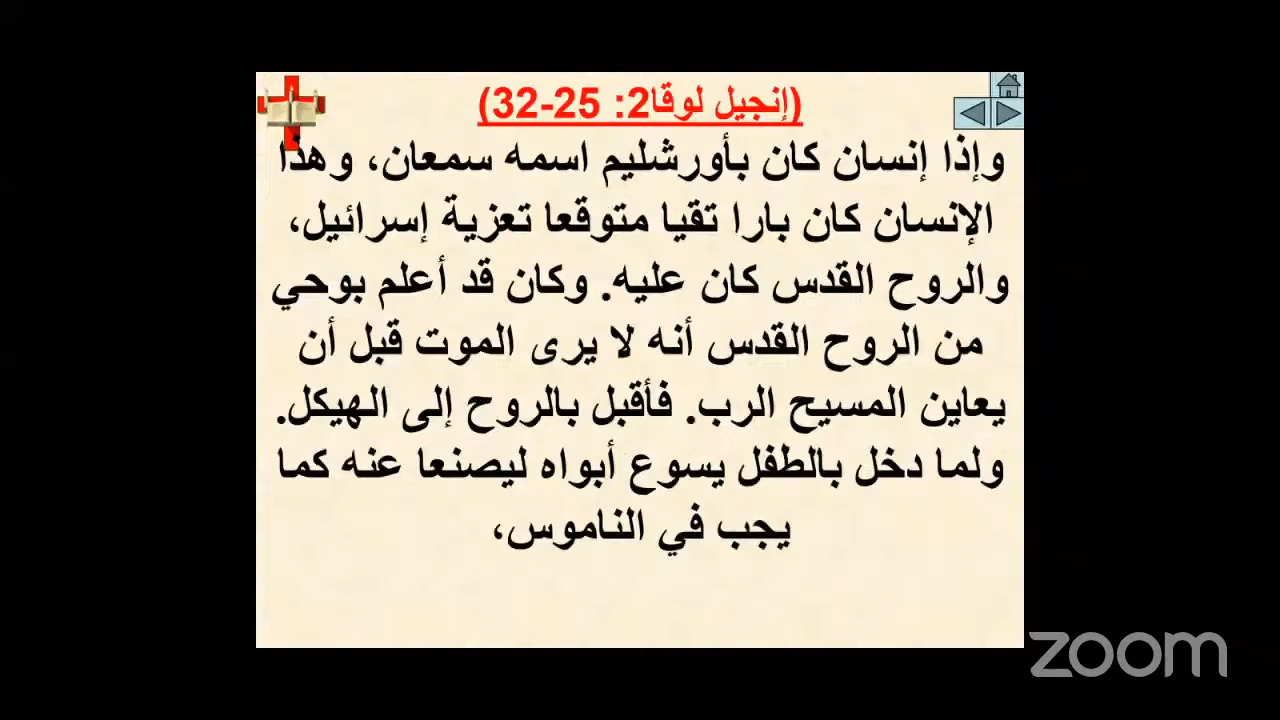 (إنجيل لوقا2: 25-32)
وإذا إنسان كان بأورشليم اسمه سمعان، وهذا
الإنسان كان بارا تقيا متوقعا تعزية إسرائيل،
والروح القدس كان عليه. وكان قد أعلم بوحي
من الروح القدس أنه لا يرى الموت قبل أن
يعاين المسيح الرب. فأقبل بالروح إلى الهيكل.
ولما دخل بالطفل يسوع أبواه ليصنعا عنه كما
يجب في الناموس،
zoom